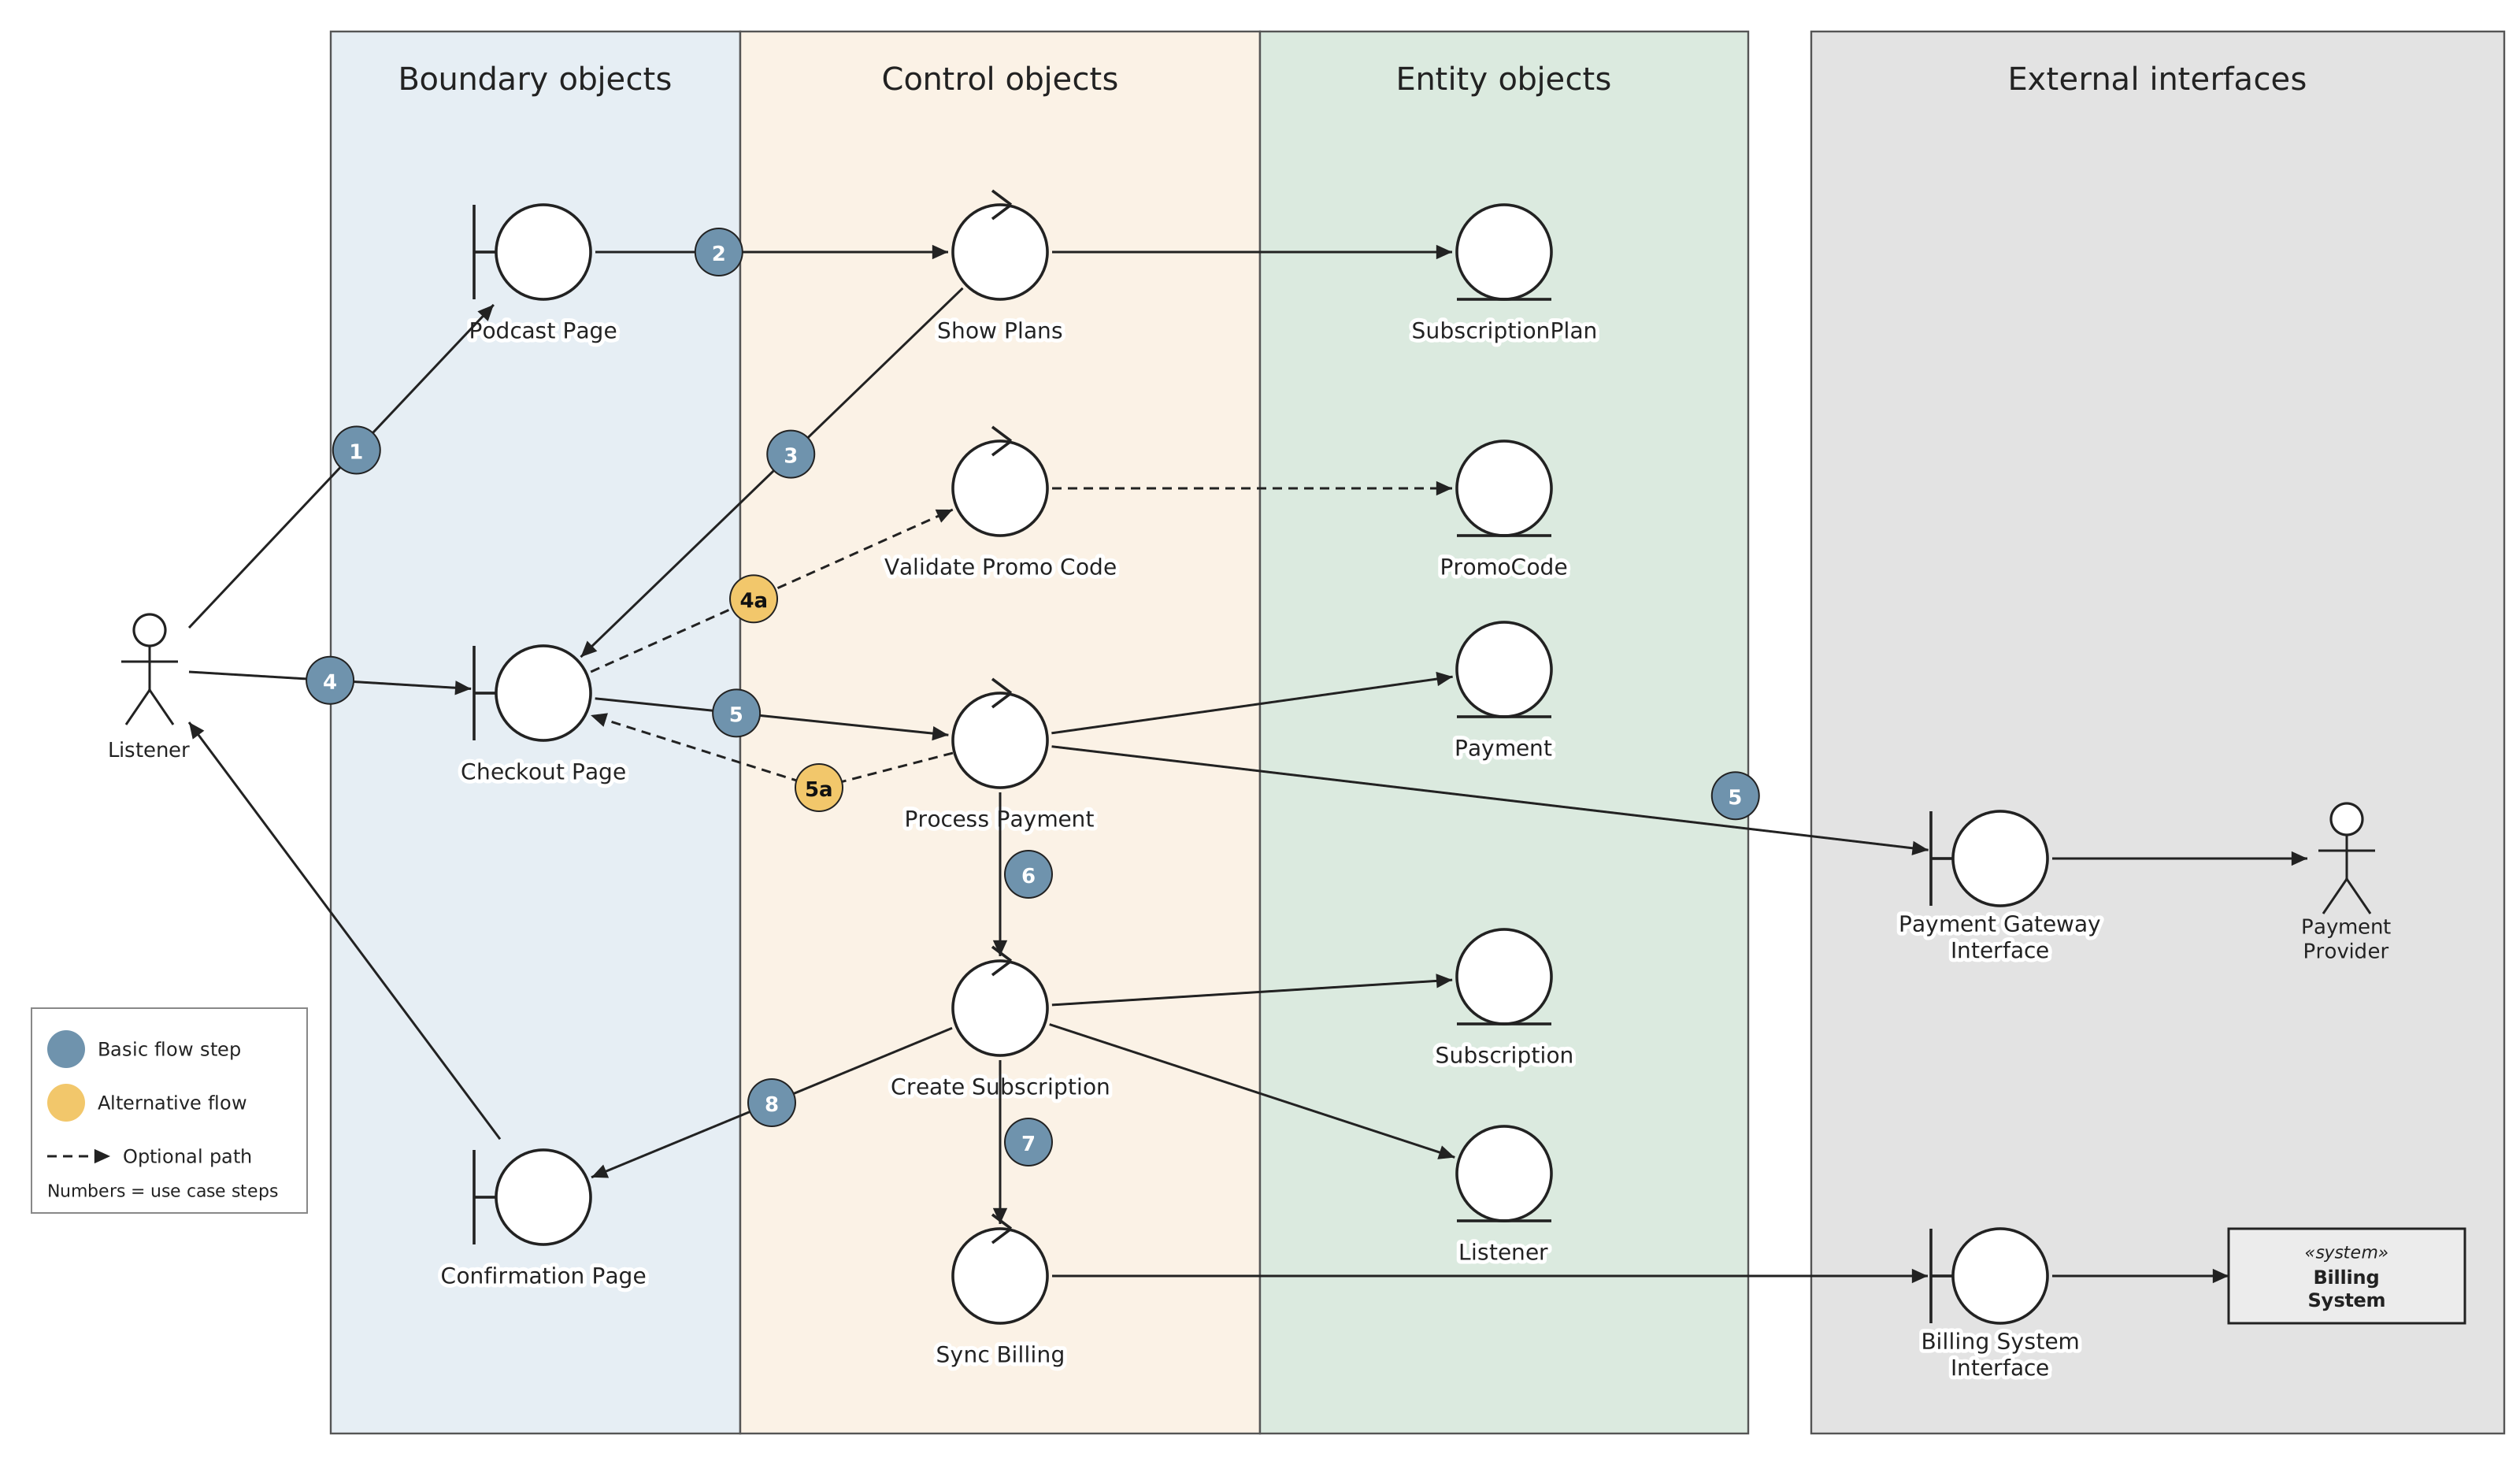 Boundary objects
Control objects
Entity objects
External interfaces
2
Podcast Page
Show Plans
SubscriptionPlan
1
3
Validate Promo Code
PromoCode
4a
4
5
Listener
Checkout Page
5a
Process Payment
Payment
5
6
Payment Gateway
Interface
Payment
Provider
Create Subscription
Subscription
8
7
Basic flow step
Alternative flow
Optional path
Numbers = use case steps
Confirmation Page
Listener
Sync Billing
Billing System
Interface
«system»
Billing
System